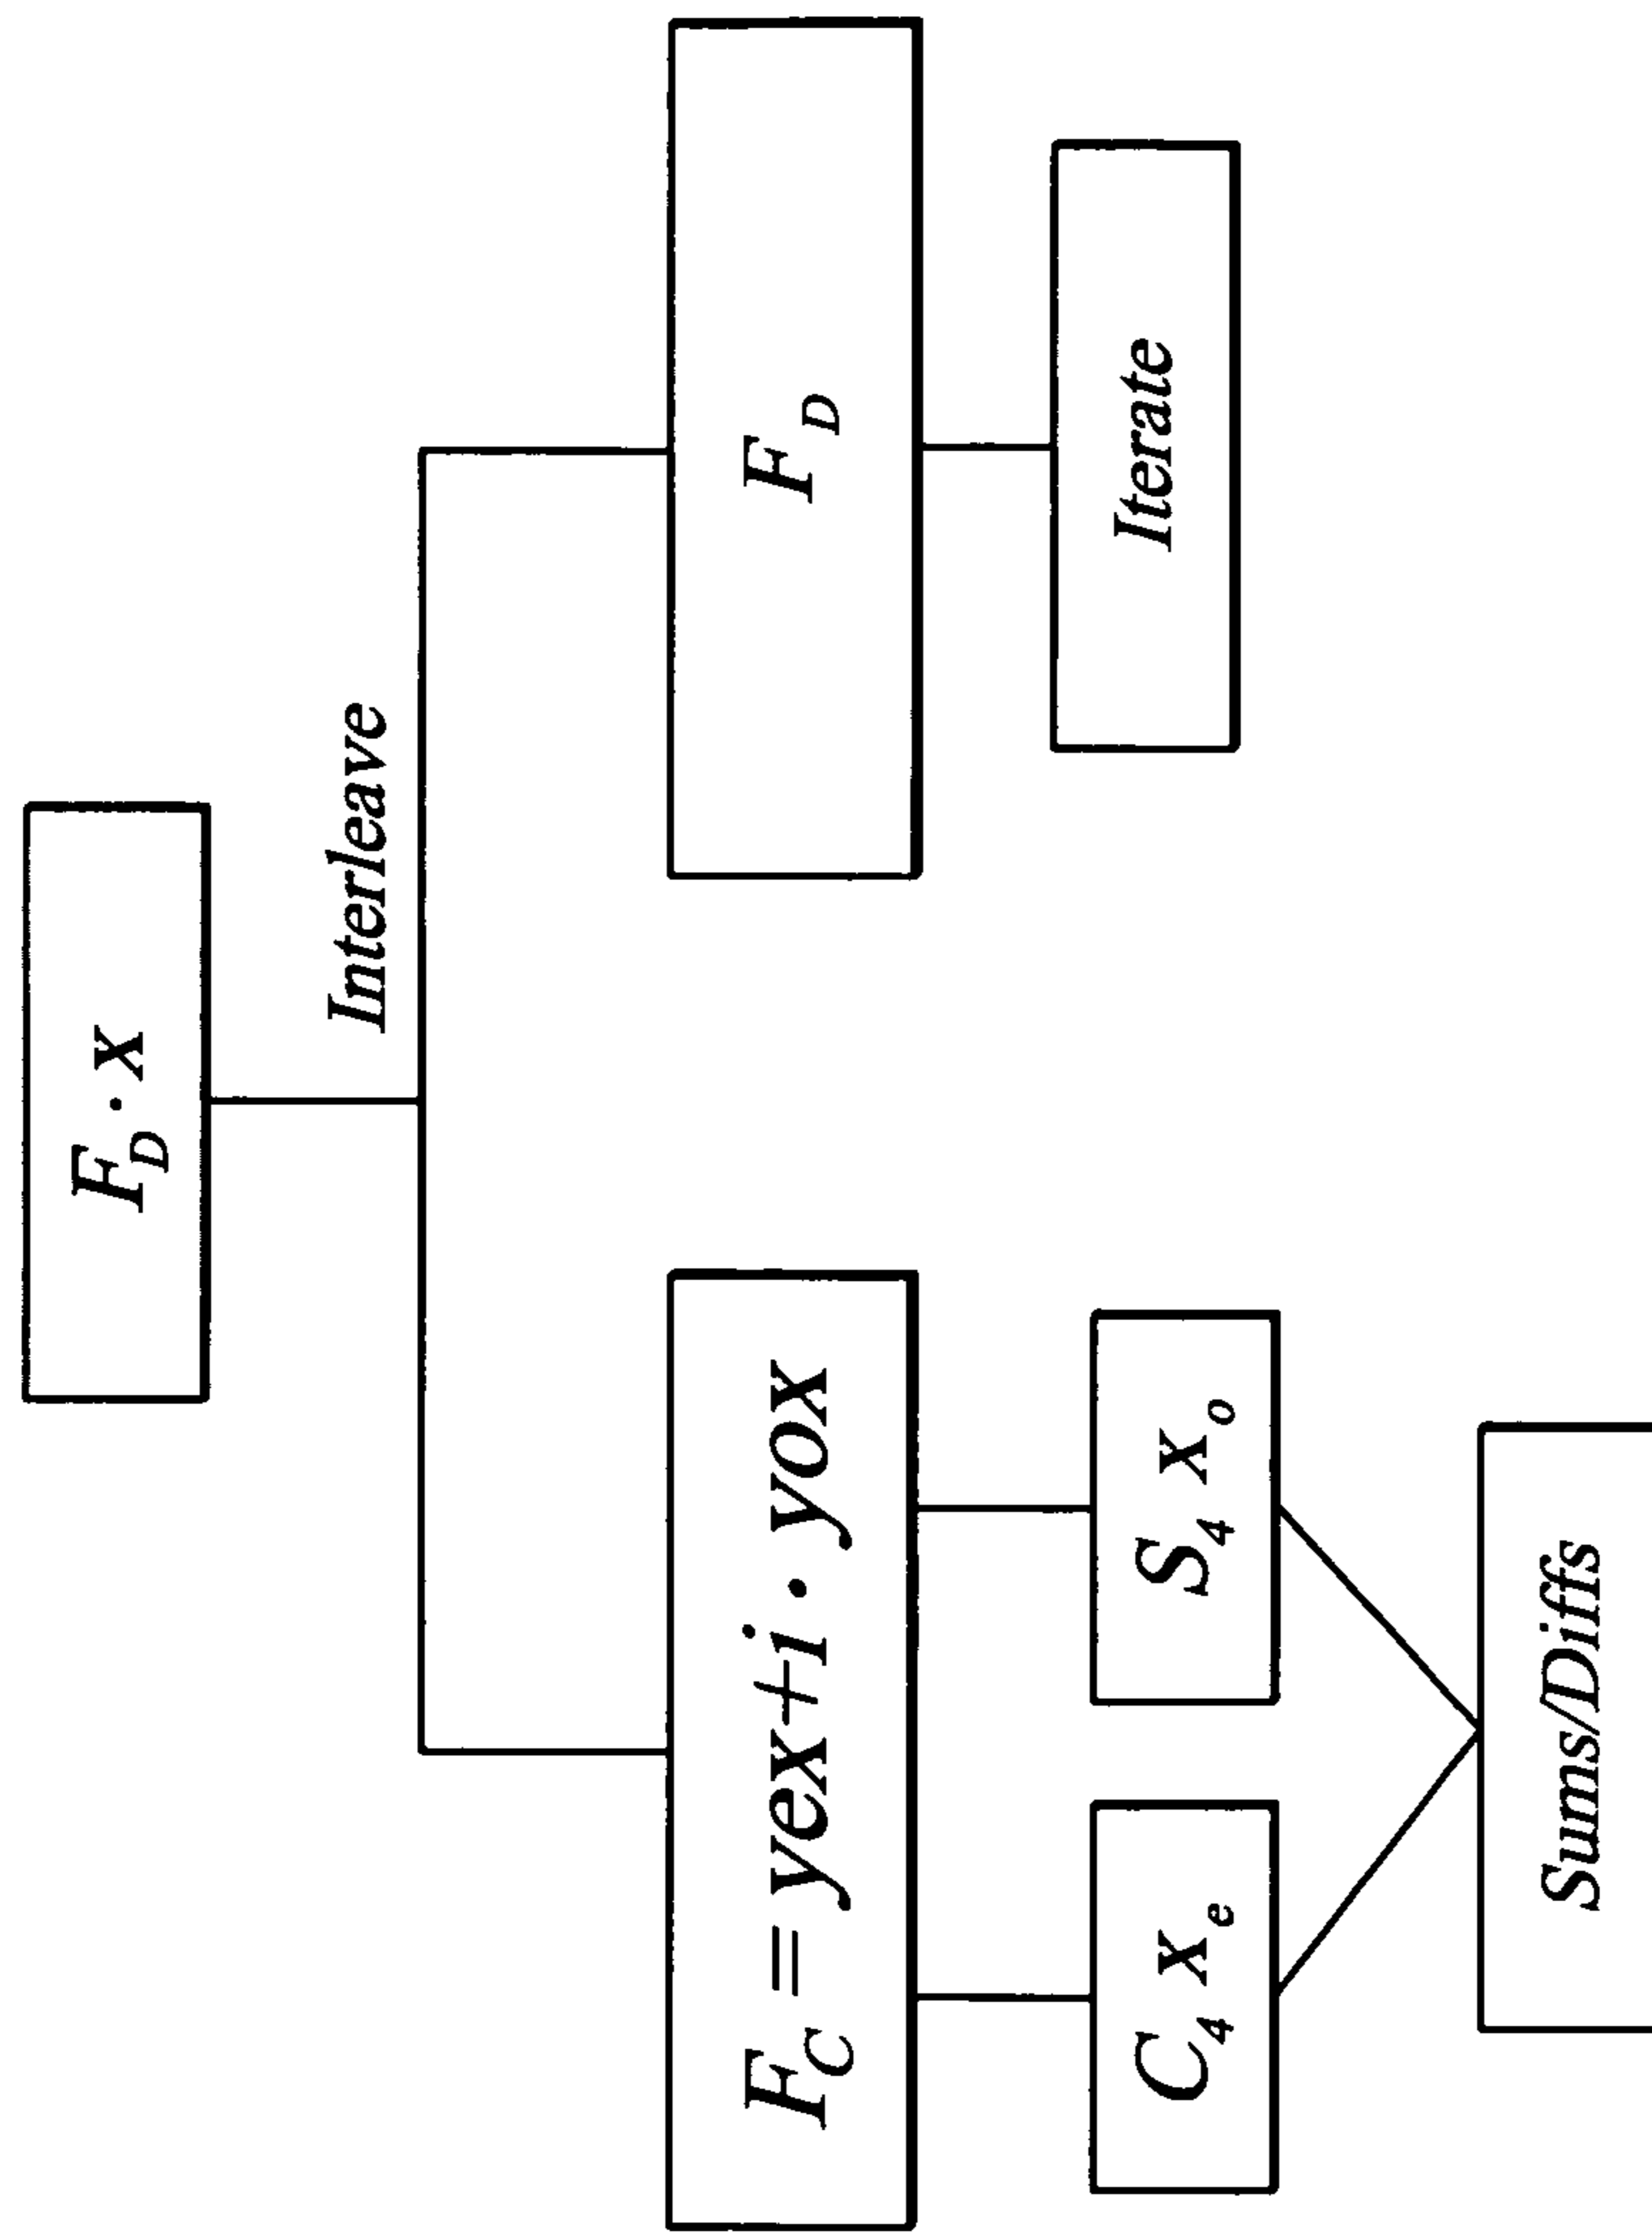 F_D · x
Interleave
F_C = yex+i · yox
F_D
C_4 x_e
S_4 x_o
Iterate
Sums/Diffs